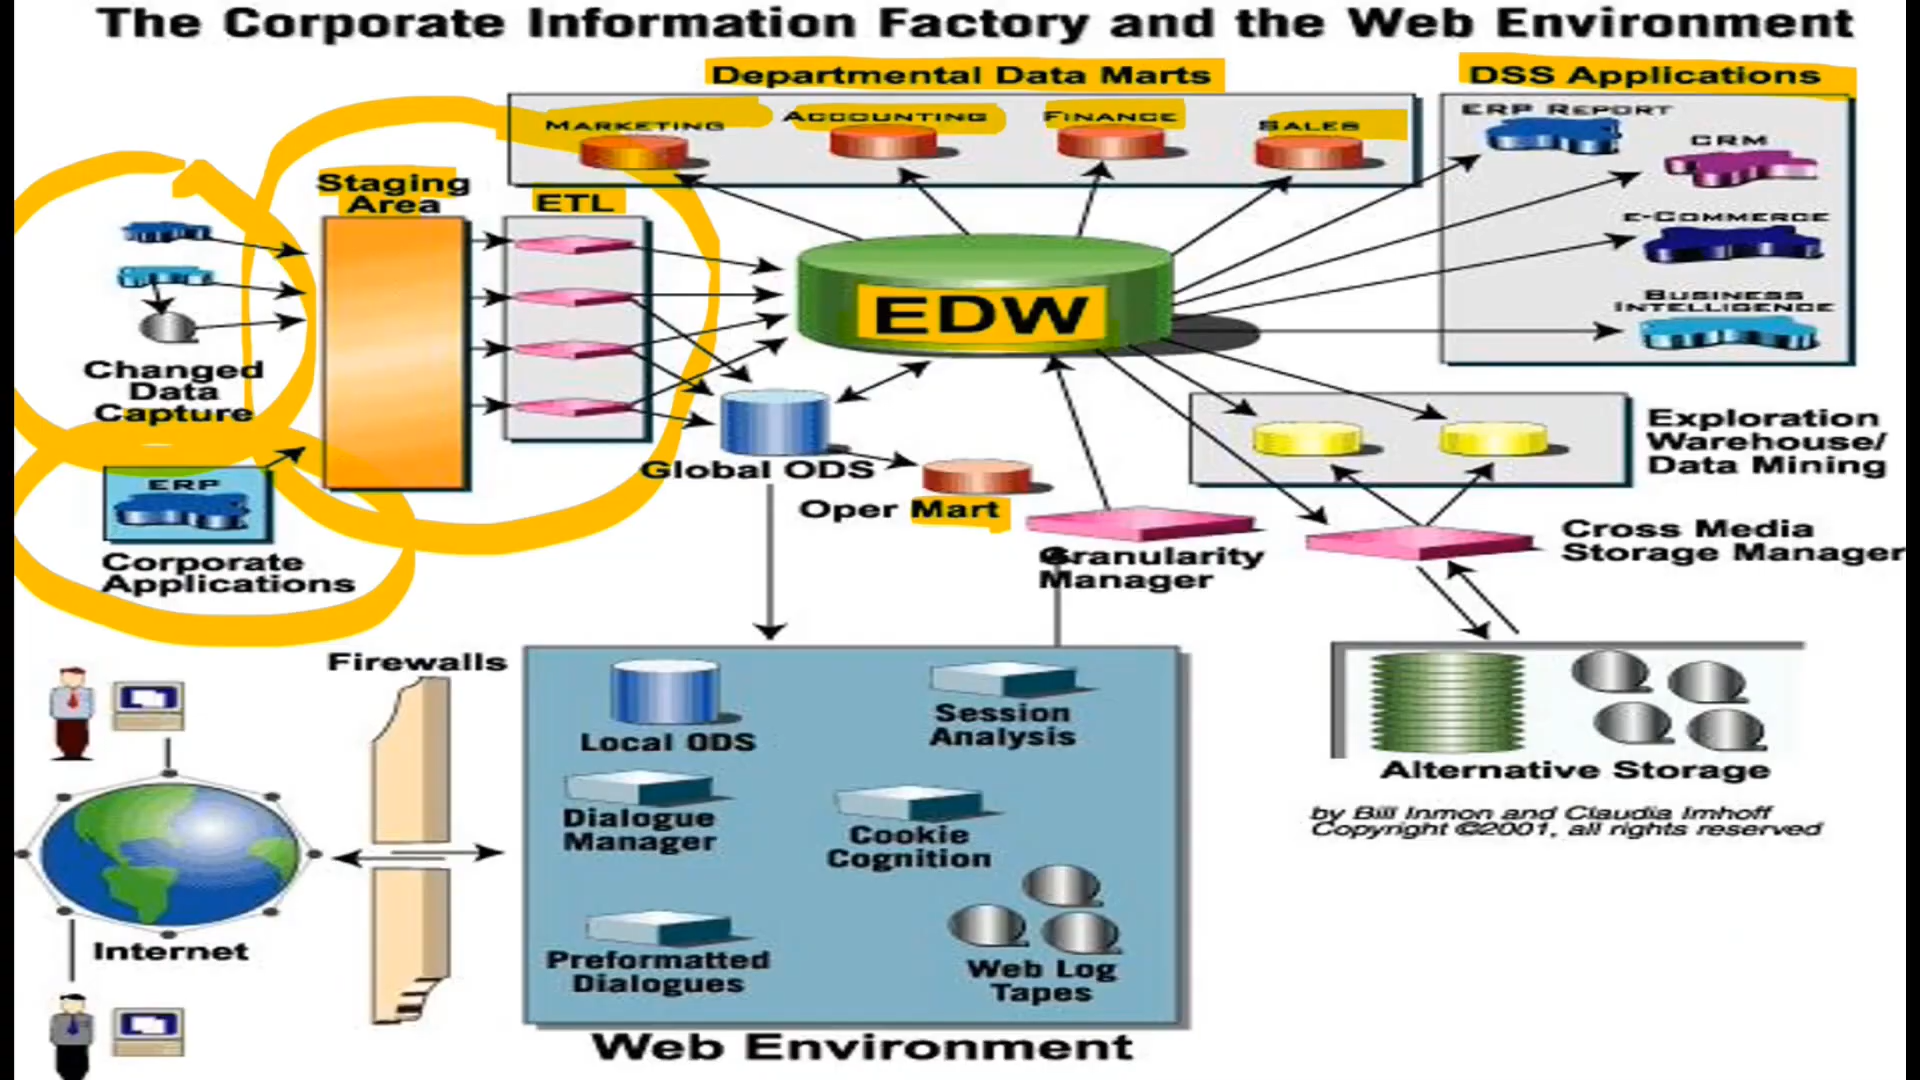 The Corporate Information Factory and the Web Environment
Departmental Data Marts
DSS Applications
MARKETING
ACCOUNTING
FINANCE
SALES
ERP REPORT
CRM
E-COMMERCE
BUSINESS
INTELLIGENCE
Staging
Area
ETL
EDW
Changed
Data
Capture
ERP
Corporate
Applications
Global ODS
Oper Mart
Granularity
Manager
Exploration
Warehouse/
Data Mining
Cross Media
Storage Manager
Alternative Storage
by Bill Inmon and Claudia Imhoff
Copyright ©2001, all rights reserved
Firewalls
Internet
Local ODS
Session
Analysis
Dialogue
Manager
Cookie
Cognition
Preformatted
Dialogues
Web Log
Tapes
Web Environment